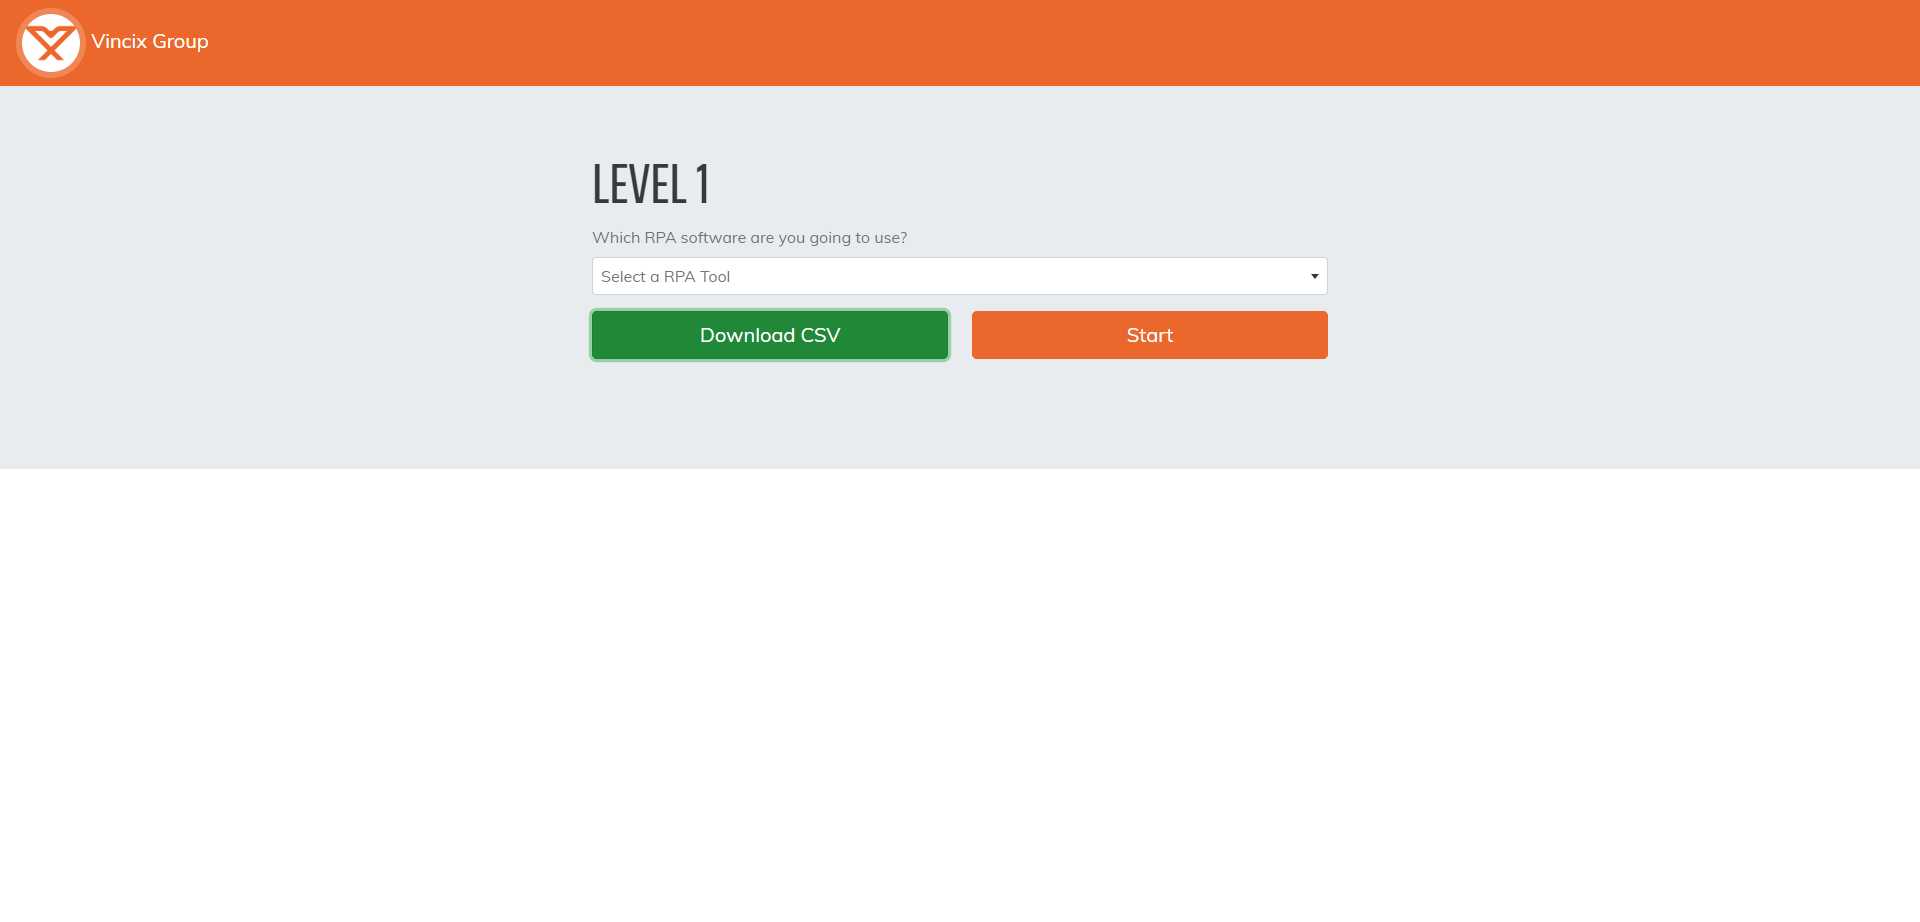 Vincix Group
LEVEL 1
Which RPA software are you going to use?
Select a RPA Tool
Download CSV
Start